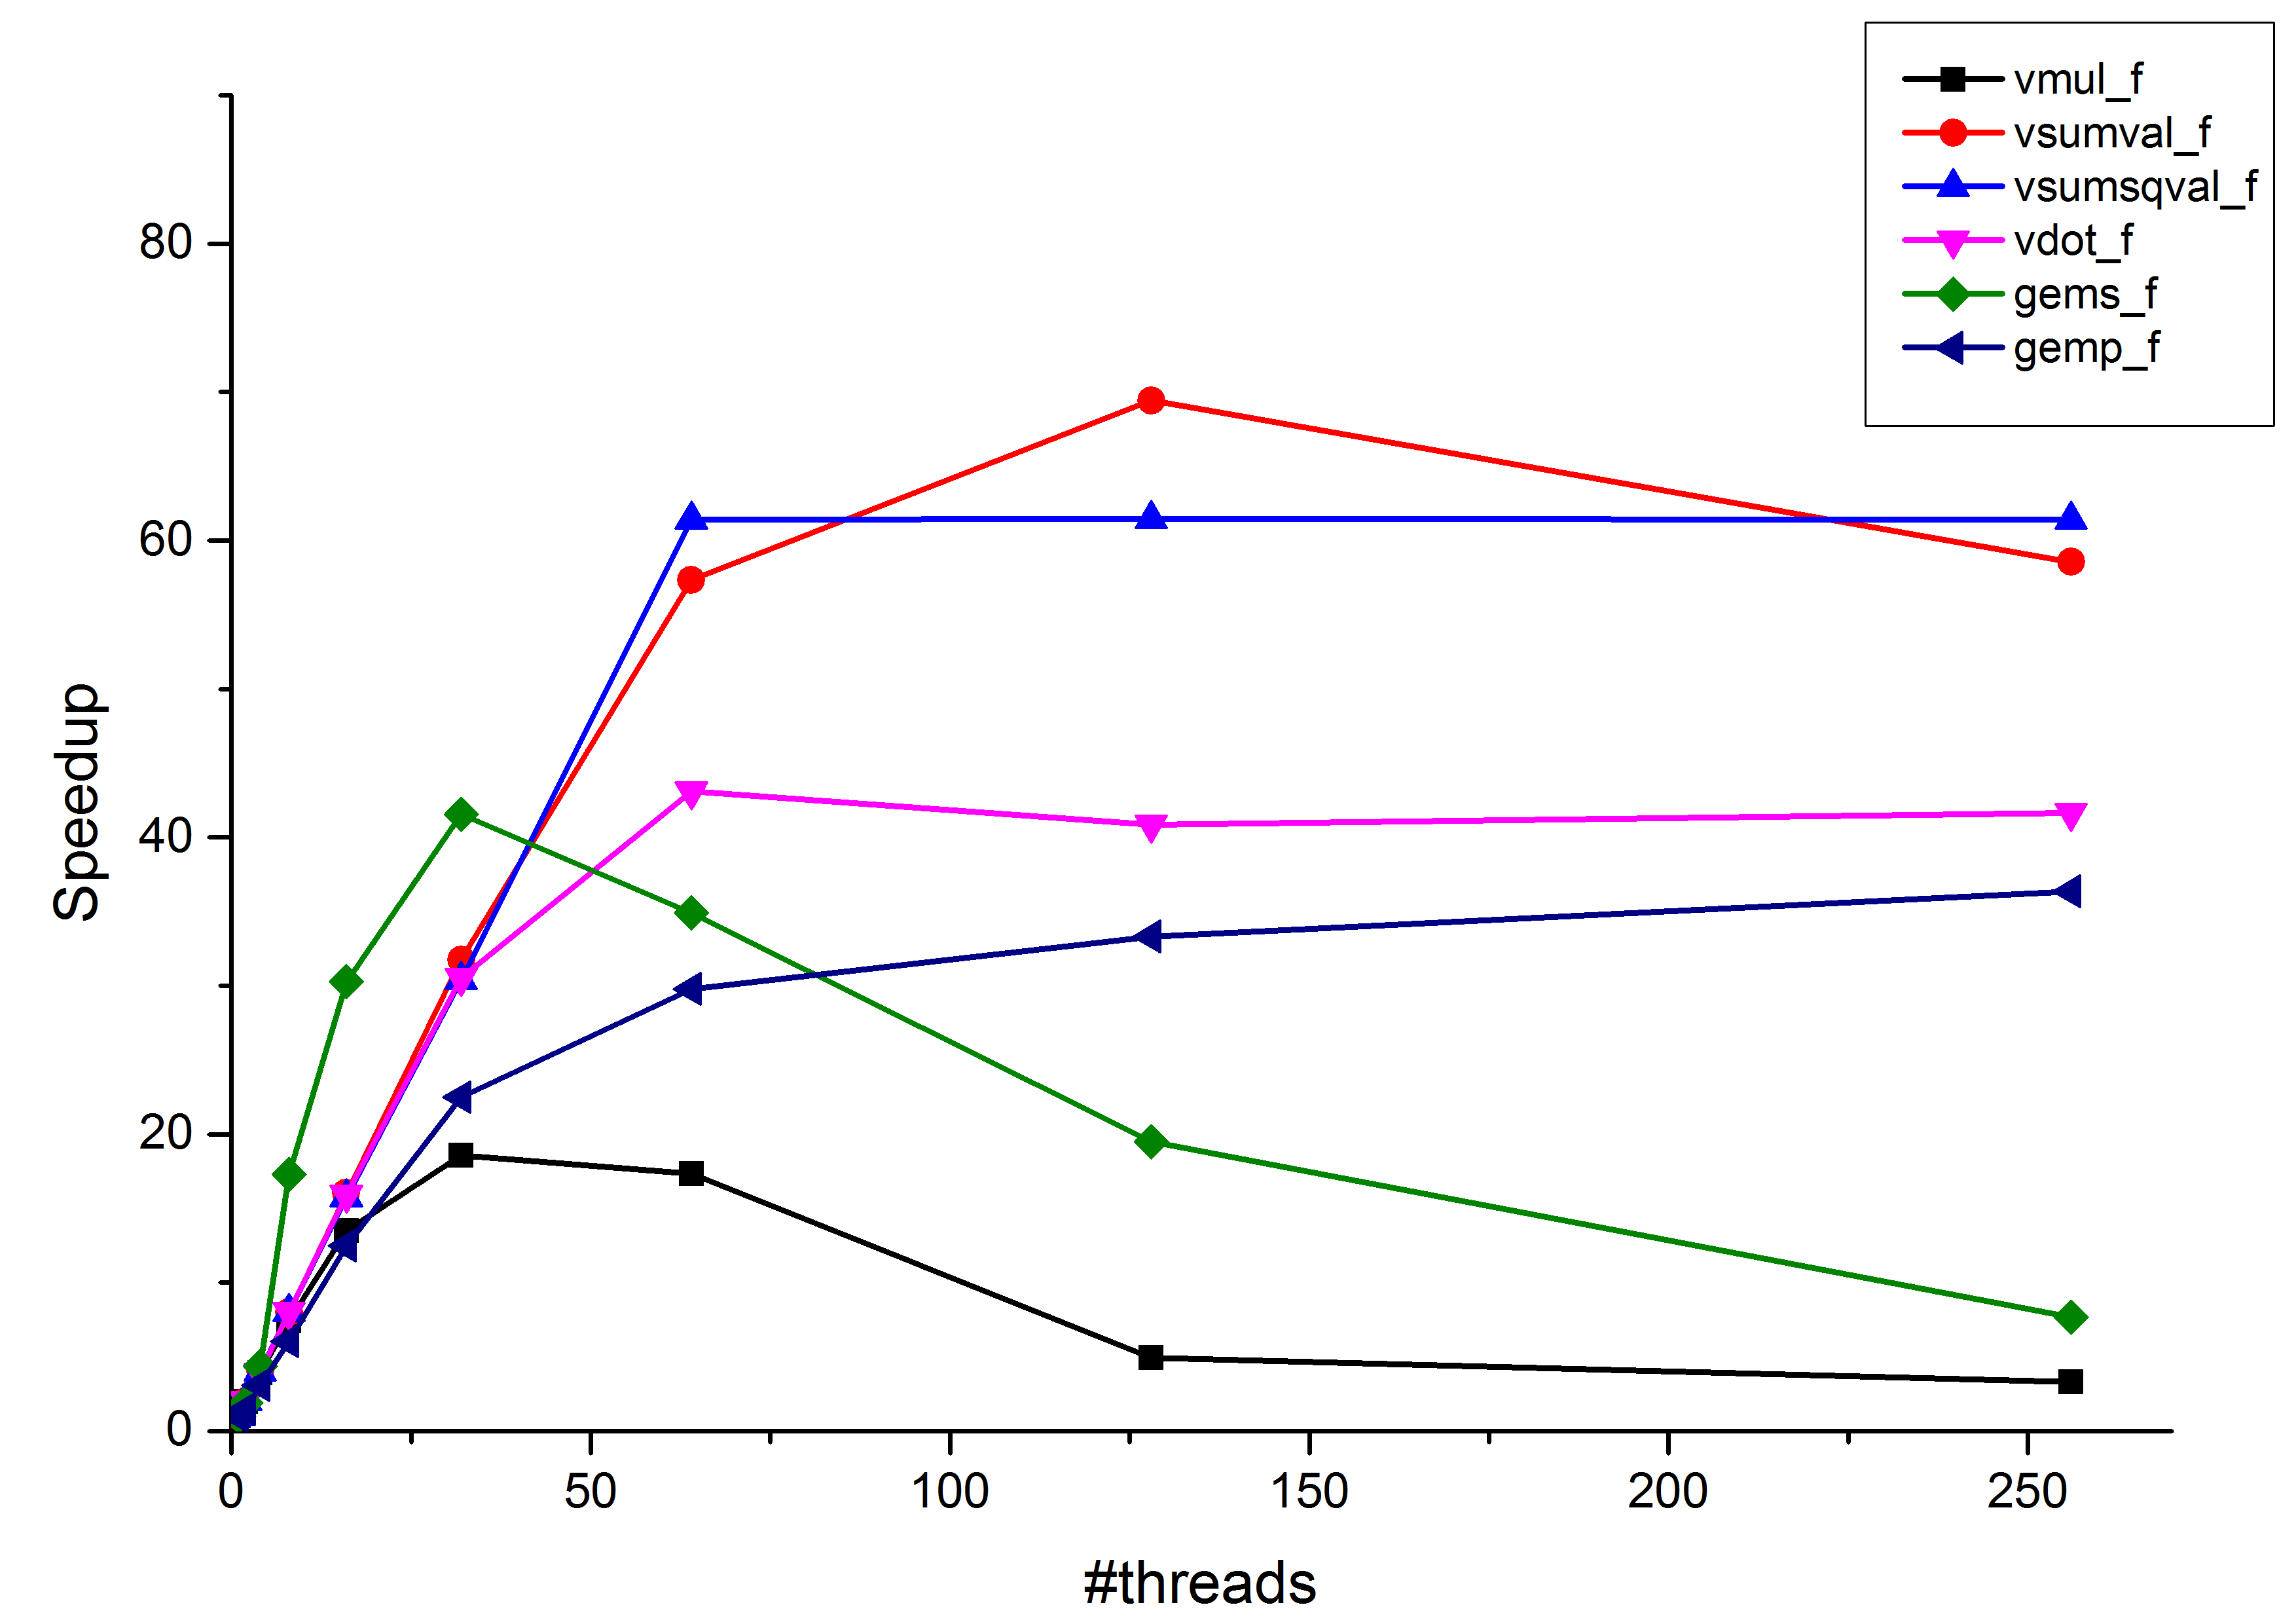 vmul_f
vsumval_f
vsumsqval_f
vdot_f
gems_f
gemp_f
80
60
40
20
0
Speedup
0 50 100 150 200 250
#threads